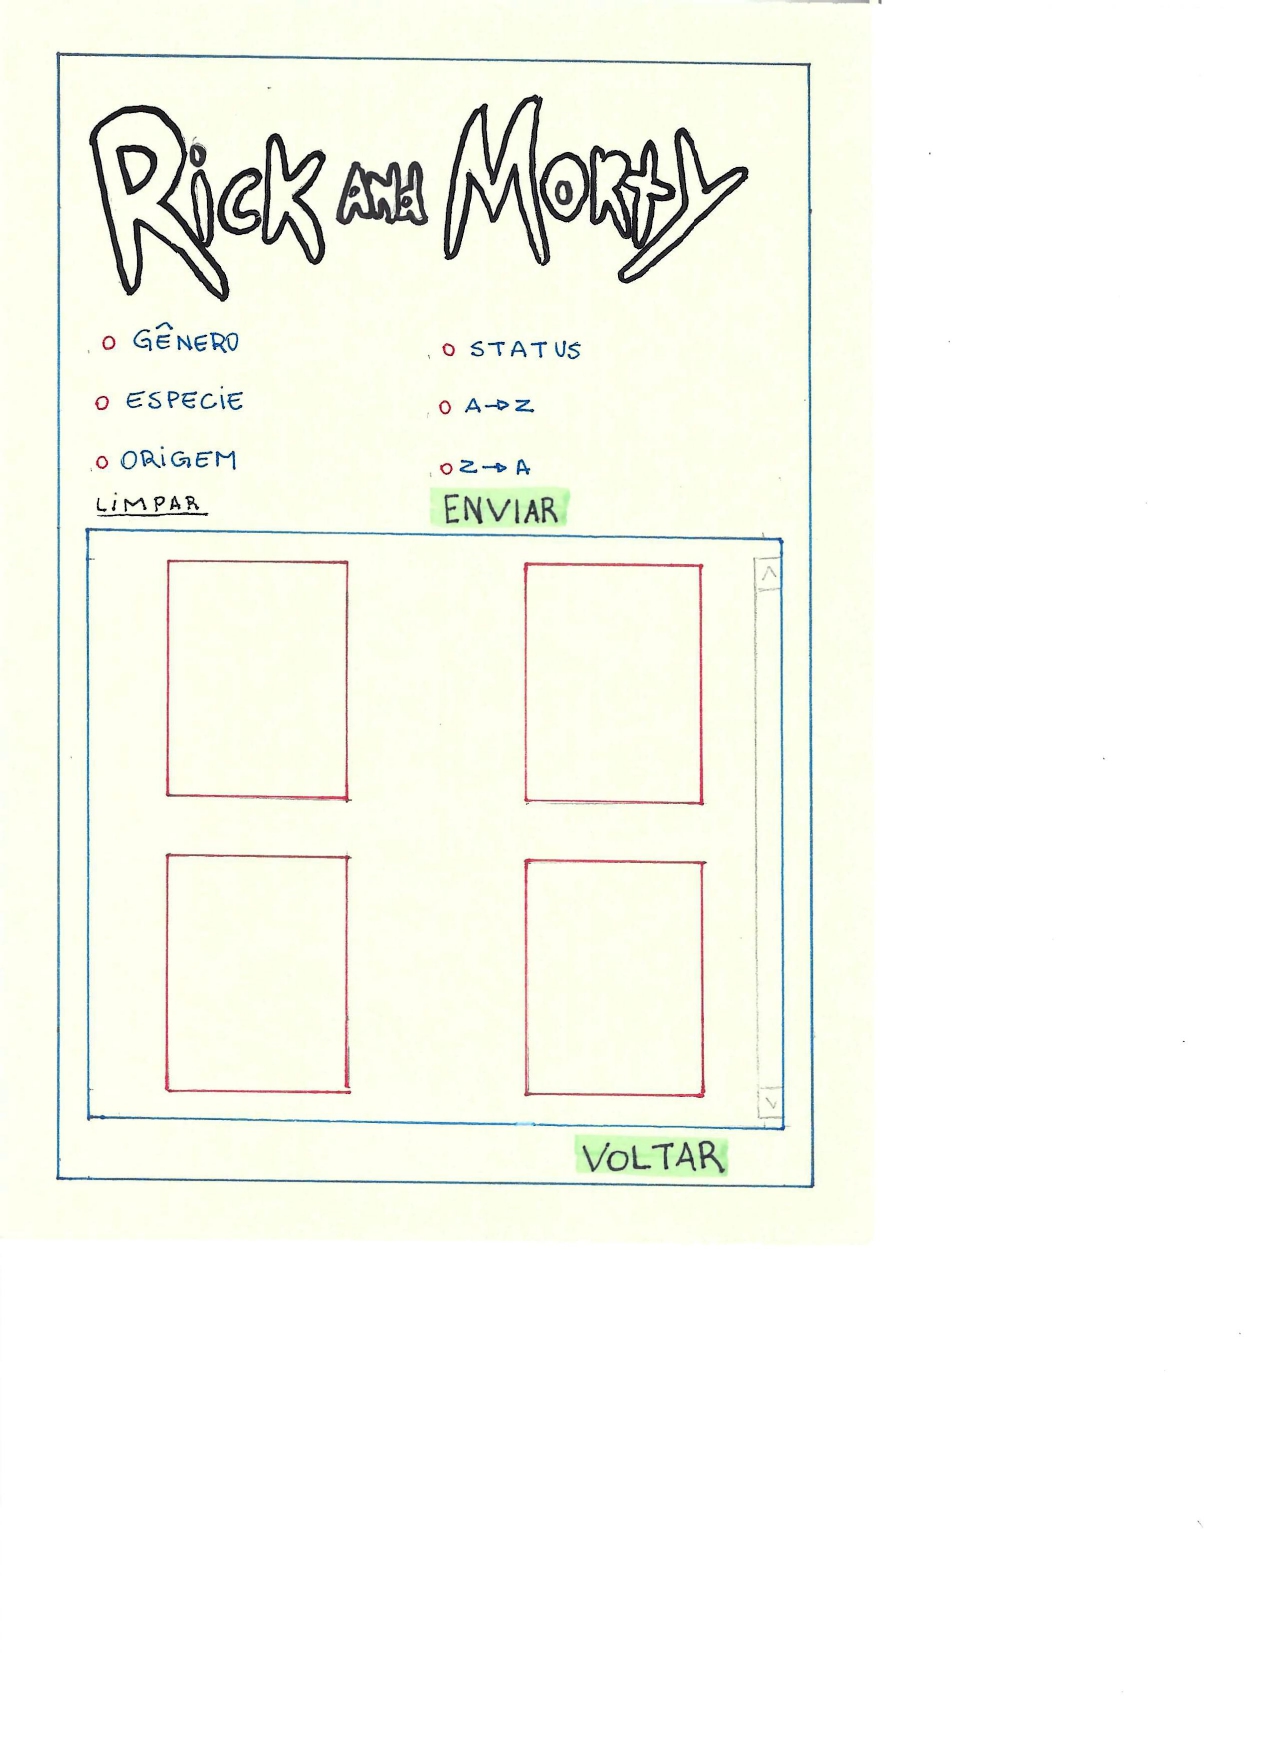 Rick and Morty
GÊNERO
STATUS
ESPECIE
A→Z
ORIGEM
Z→A
LIMPAR
ENVIAR
VOLTAR